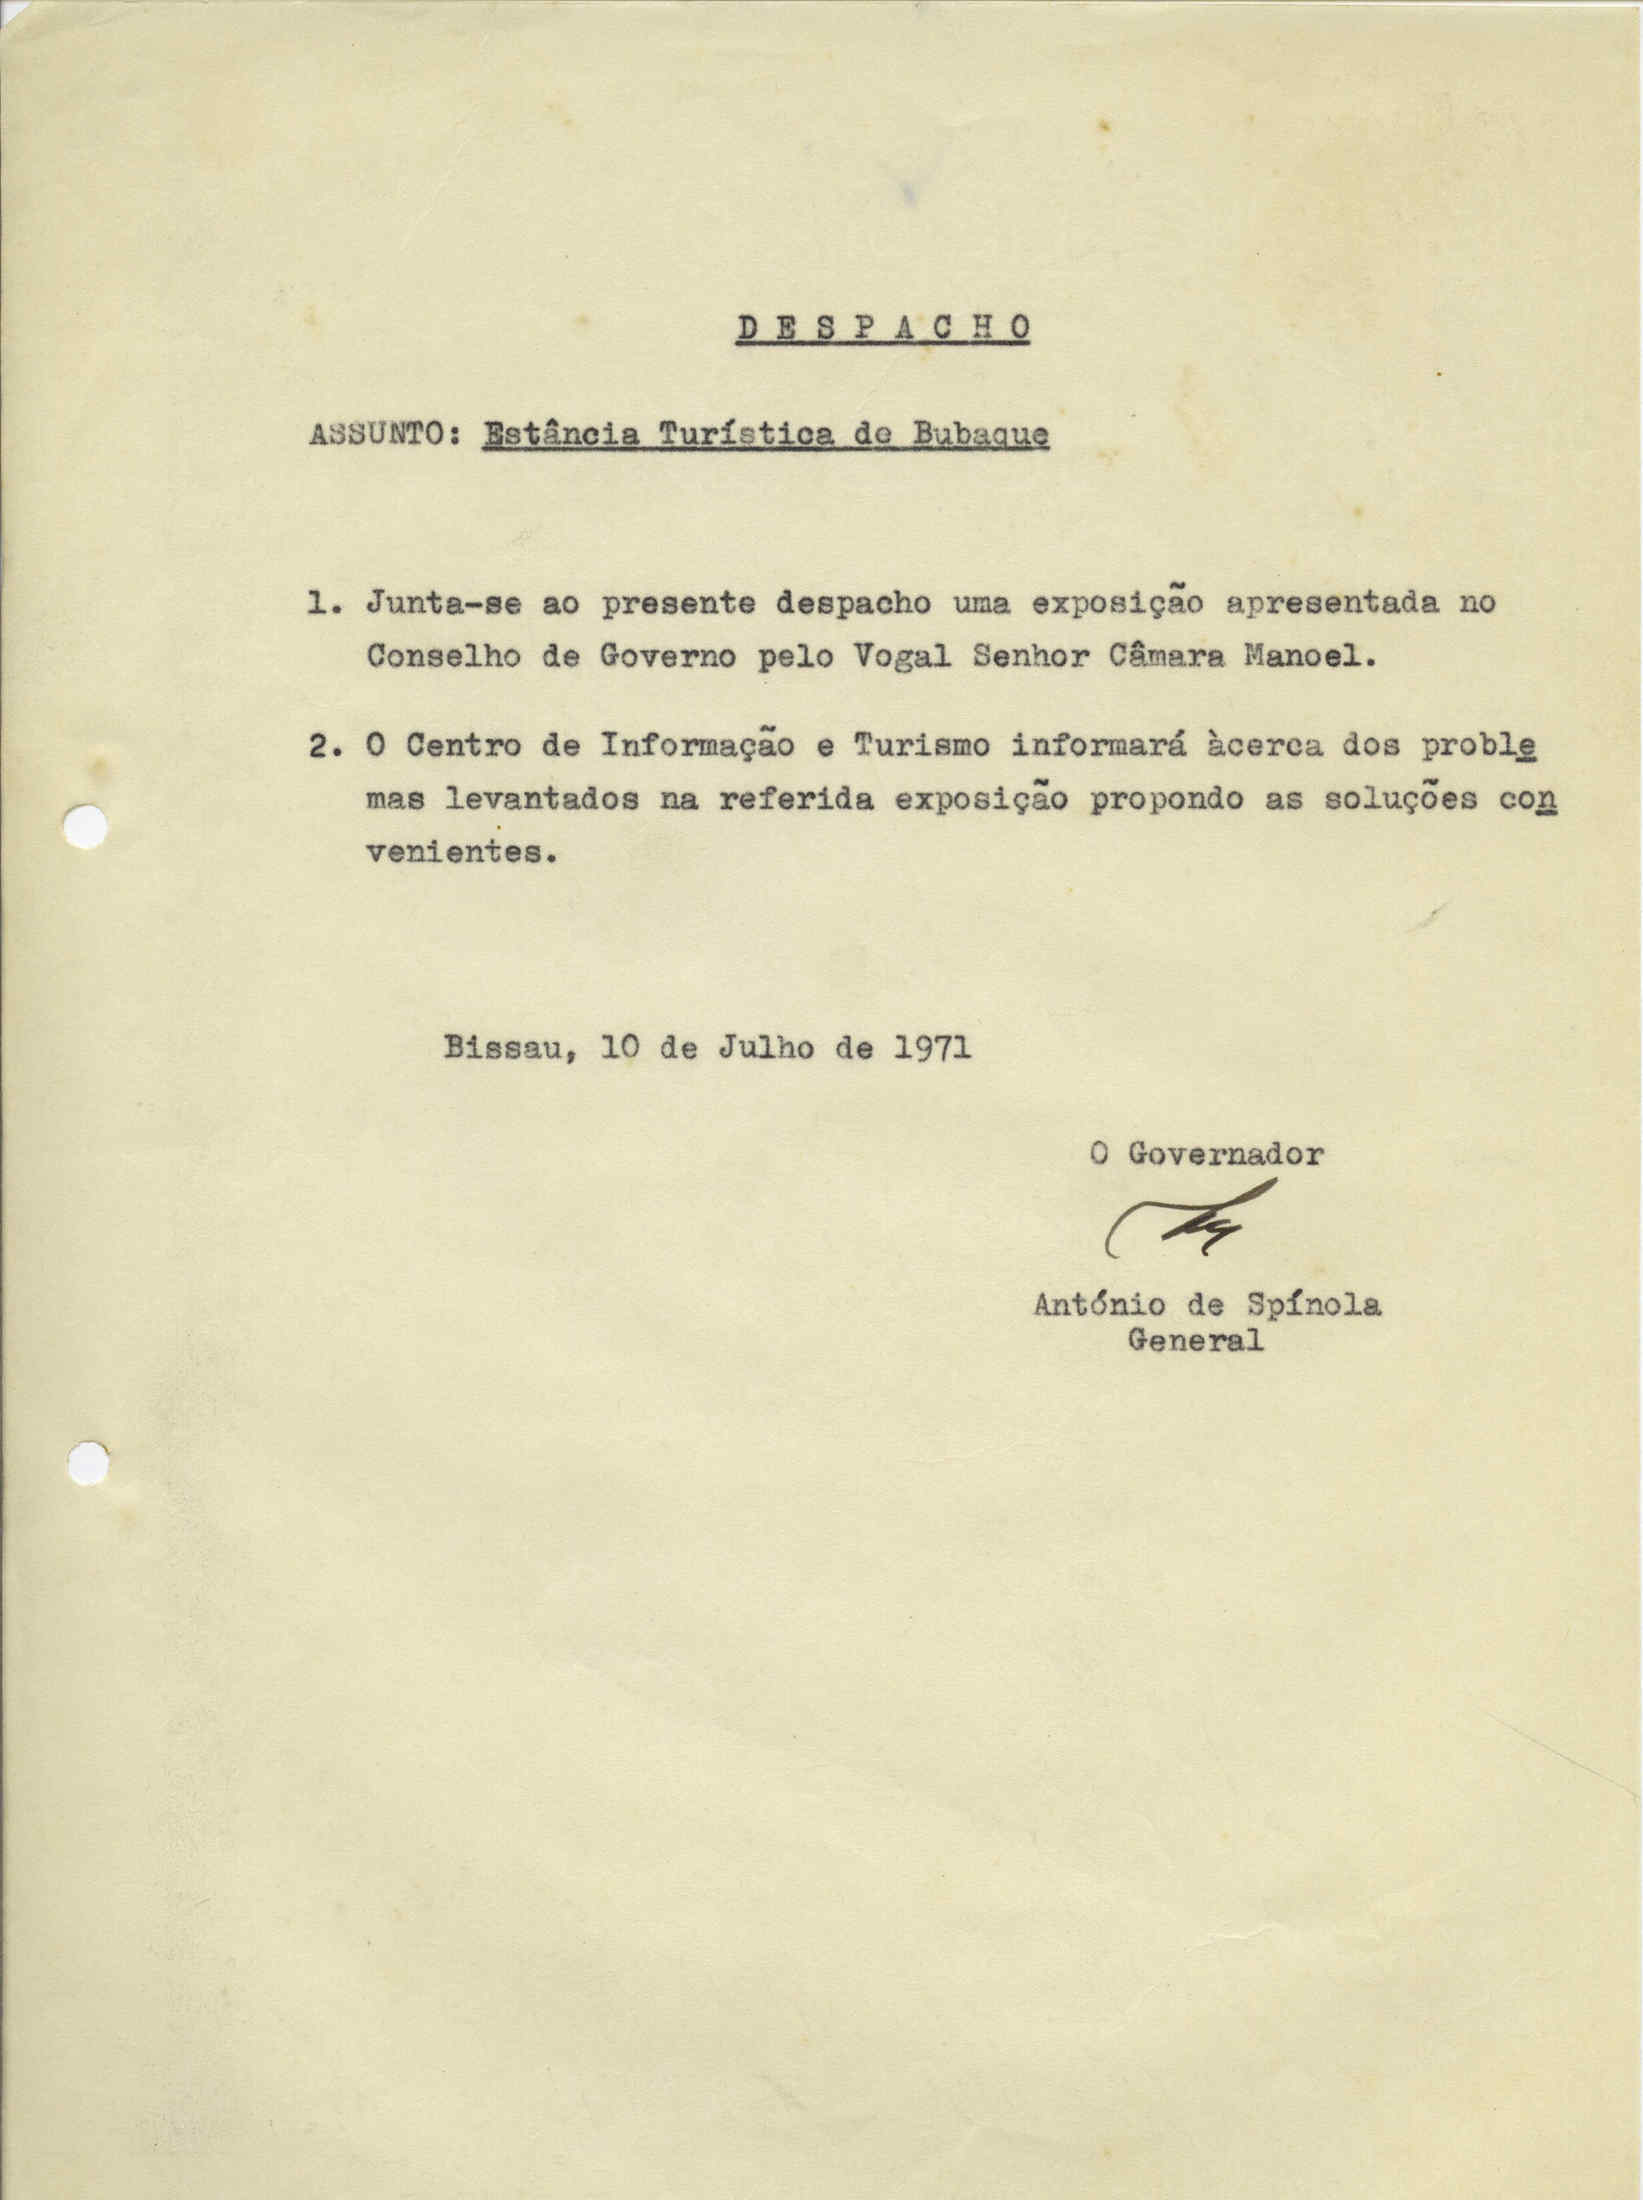 D E S P A C H O
ASSUNTO: Estância Turística de Bubaque
1. Junta-se ao presente despacho uma exposição apresentada no
Conselho de Governo pelo Vogal Senhor Câmara Manoel.
2. O Centro de Informação e Turismo informará àcerca dos proble
mas levantados na referida exposição propondo as soluções con
venientes.
Bissau, 10 de Julho de 1971
O Governador
António de Spínola
General